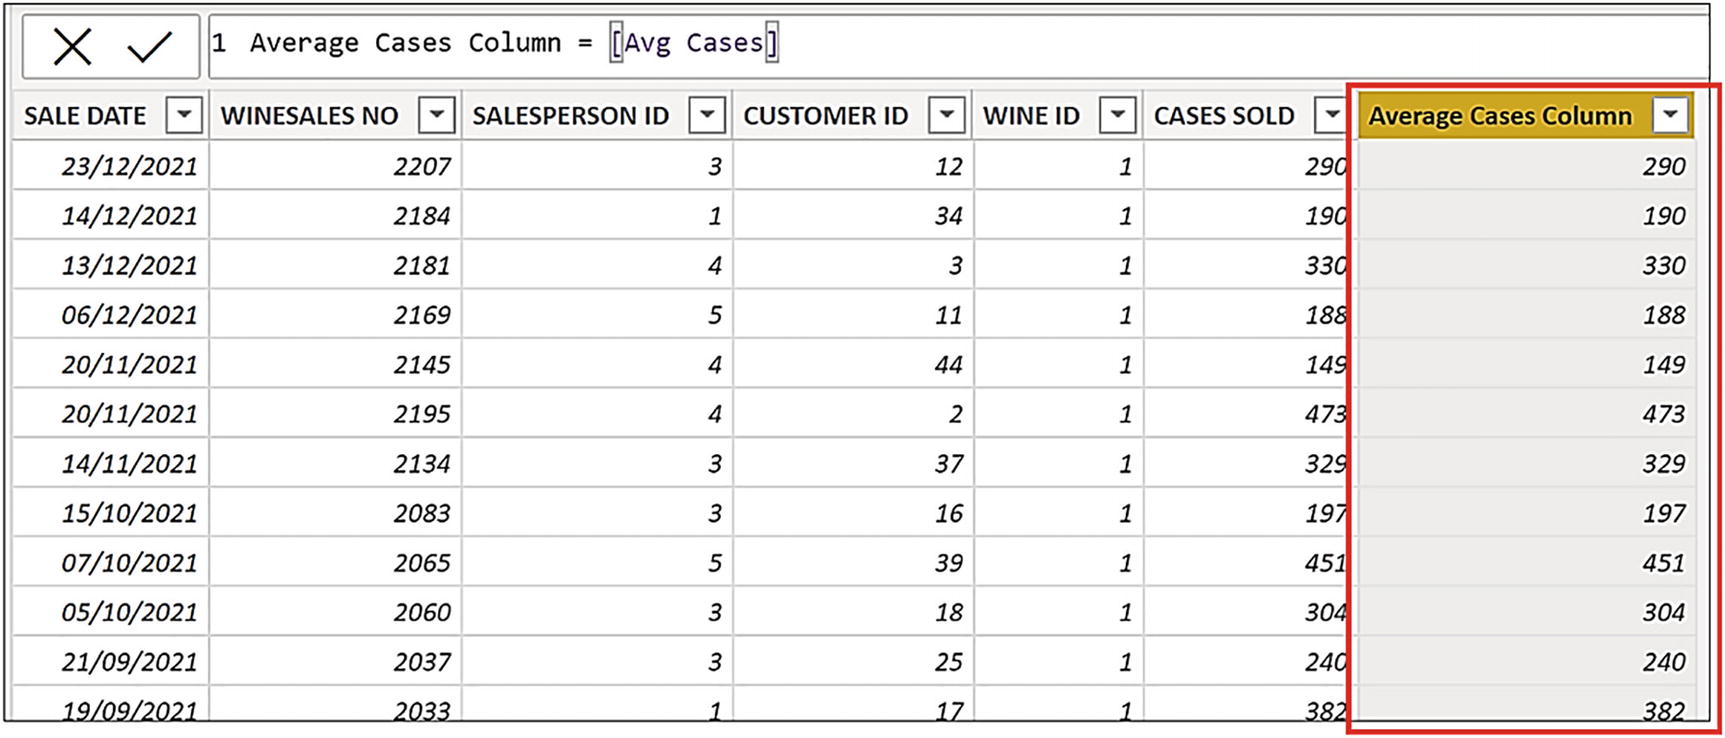 1 Average Cases Column = [Avg Cases]
SALE DATE WINESALES NO SALESPERSON ID CUSTOMER ID WINE ID CASES SOLD Average Cases Column
23/12/2021 2207 3 12 1 290 290
14/12/2021 2184 1 34 1 190 190
13/12/2021 2181 4 3 1 330 330
06/12/2021 2169 5 11 1 188 188
20/11/2021 2145 4 44 1 149 149
20/11/2021 2195 4 2 1 473 473
14/11/2021 2134 3 37 1 329 329
15/10/2021 2083 3 16 1 197 197
07/10/2021 2065 5 39 1 451 451
05/10/2021 2060 3 18 1 304 304
21/09/2021 2037 3 25 1 240 240
19/09/2021 2033 1 17 1 382 382